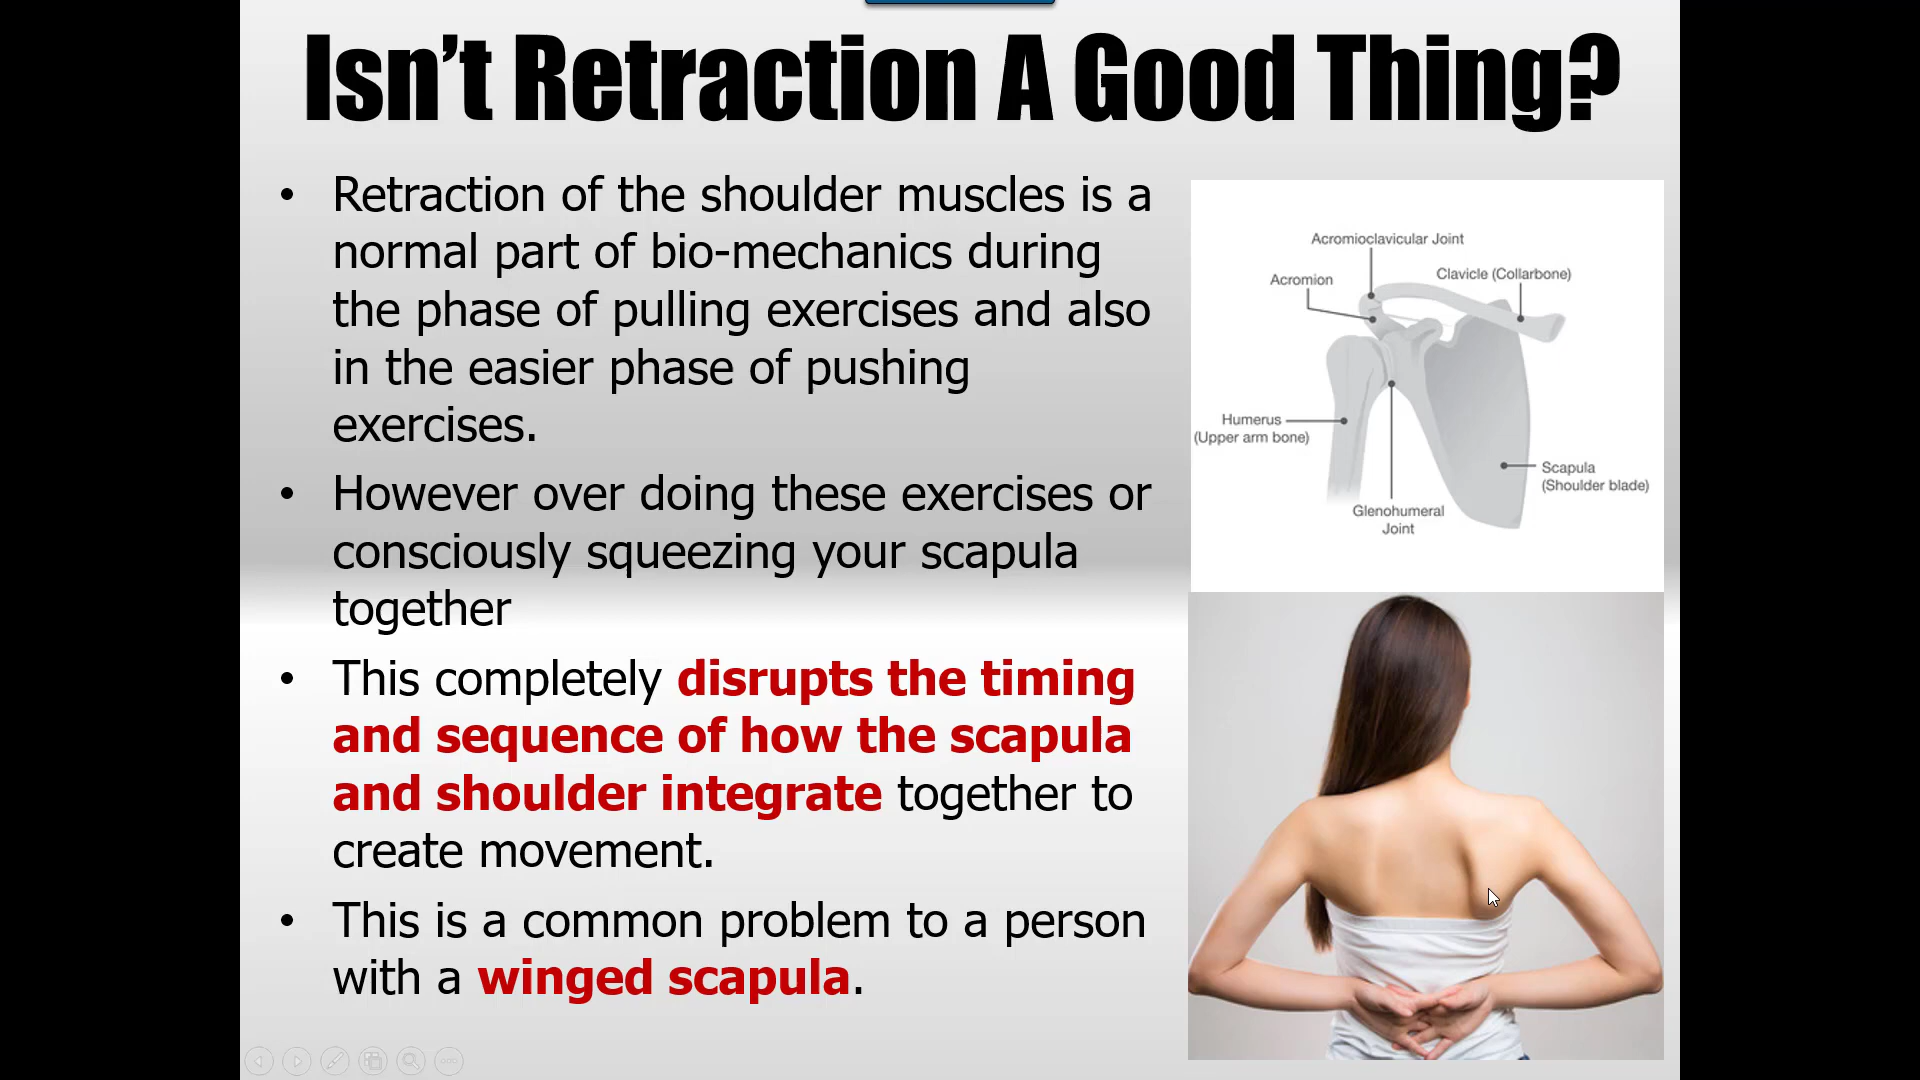 Isn’t Retraction A Good Thing?
• Retraction of the shoulder muscles is a
normal part of bio-mechanics during
the phase of pulling exercises and also
in the easier phase of pushing
exercises.
• However over doing these exercises or
consciously squeezing your scapula
together
• This completely disrupts the timing
and sequence of how the scapula
and shoulder integrate together to
create movement.
• This is a common problem to a person
with a winged scapula.
Acromioclavicular Joint
Acromion
Clavicle (Collarbone)
Humerus
(Upper arm bone)
Scapula
(Shoulder blade)
Glenohumeral
Joint